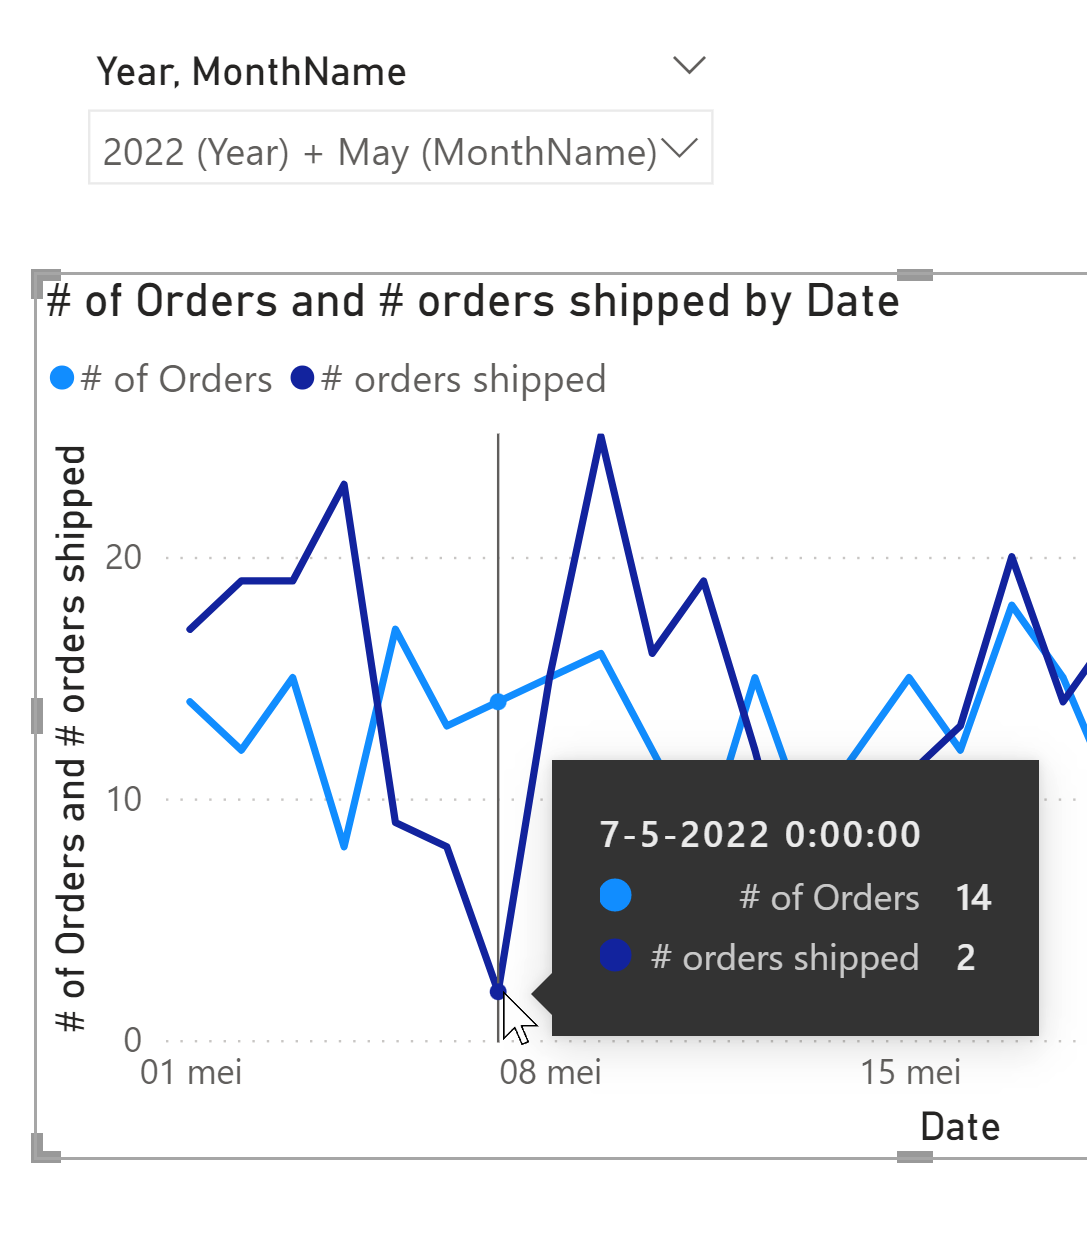 Year, MonthName
2022 (Year) + May (MonthName)
# of Orders and # orders shipped by Date
# of Orders # orders shipped
# of Orders and # orders shipped
20
10
0
7-5-2022 0:00:00
# of Orders 14
# orders shipped 2
01 mei 08 mei 15 mei
Date